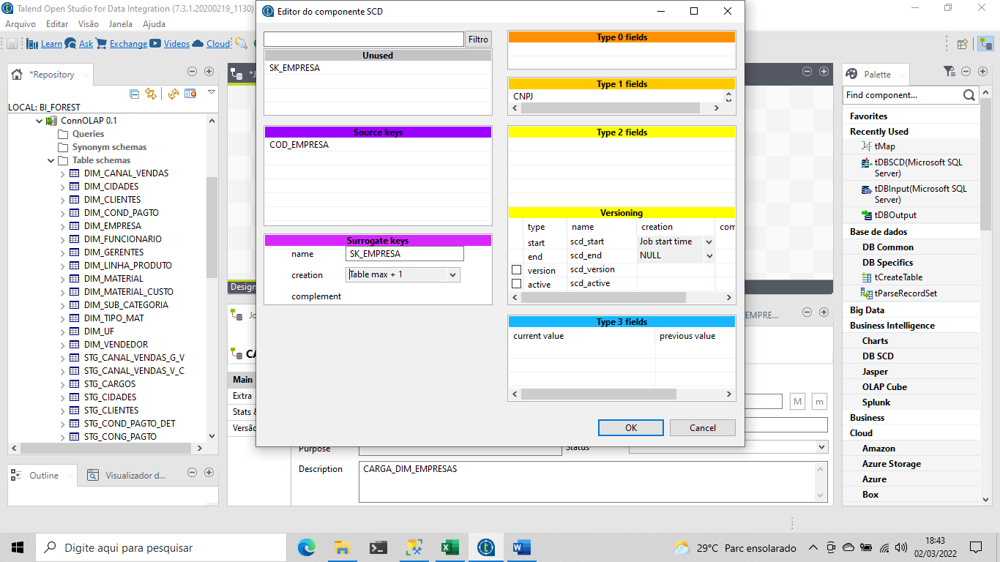 Talend Open Studio for Data Integration (7.3.1.20200219_1130)
Arquivo Editar Visão Janela Ajuda
Learn Ask Exchange Videos Cloud
*Repository
LOCAL: BI_FOREST
ConnOLAP 0.1
Queries
Synonym schemas
Table schemas
DIM_CANAL_VENDAS
DIM_CIDADES
DIM_CLIENTES
DIM_COND_PAGTO
DIM_EMPRESA
DIM_FUNCIONARIO
DIM_GERENTES
DIM_LINHA_PRODUTO
DIM_MATERIAL
DIM_MATERIAL_CUSTO
DIM_SUB_CATEGORIA
DIM_TIPO_MAT
DIM_UF
DIM_VENDEDOR
STG_CANAL_VENDAS_G_V
STG_CANAL_VENDAS_V_C
STG_CARGOS
STG_CIDADES
STG_CLIENTES
STG_COND_PAGTO_DET
STG_CONG_PAGTO
Outline
Visualizador d...
Editor do componente SCD
Filtro
Unused
SK_EMPRESA
Source keys
COD_EMPRESA
Surrogate keys
name SK_EMPRESA
creation Table max + 1
complement
Type 0 fields
Type 1 fields
CNPJ
Type 2 fields
Versioning
type name creation com
start scd_start Job start time
end scd_end NULL
version scd_version
active scd_active
Type 3 fields
current value previous value
OK Cancel
Design
EMPRE...
Main
Extra
Stats &
Versão
M m
Purpose Status
Description CARGA_DIM_EMPRESAS
Palette
Find component...
Favorites
Recently Used
tMap
tDBSCD(Microsoft SQL
Server)
tDBInput(Microsoft SQL
Server)
tDBOutput
Base de dados
DB Common
DB Specifics
tCreateTable
tParseRecordSet
Big Data
Business Intelligence
Charts
DB SCD
Jasper
OLAP Cube
Splunk
Business
Cloud
Amazon
Azure Storage
Azure
Box
Digite aqui para pesquisar
29°C Parc ensolarado
18:43
02/03/2022